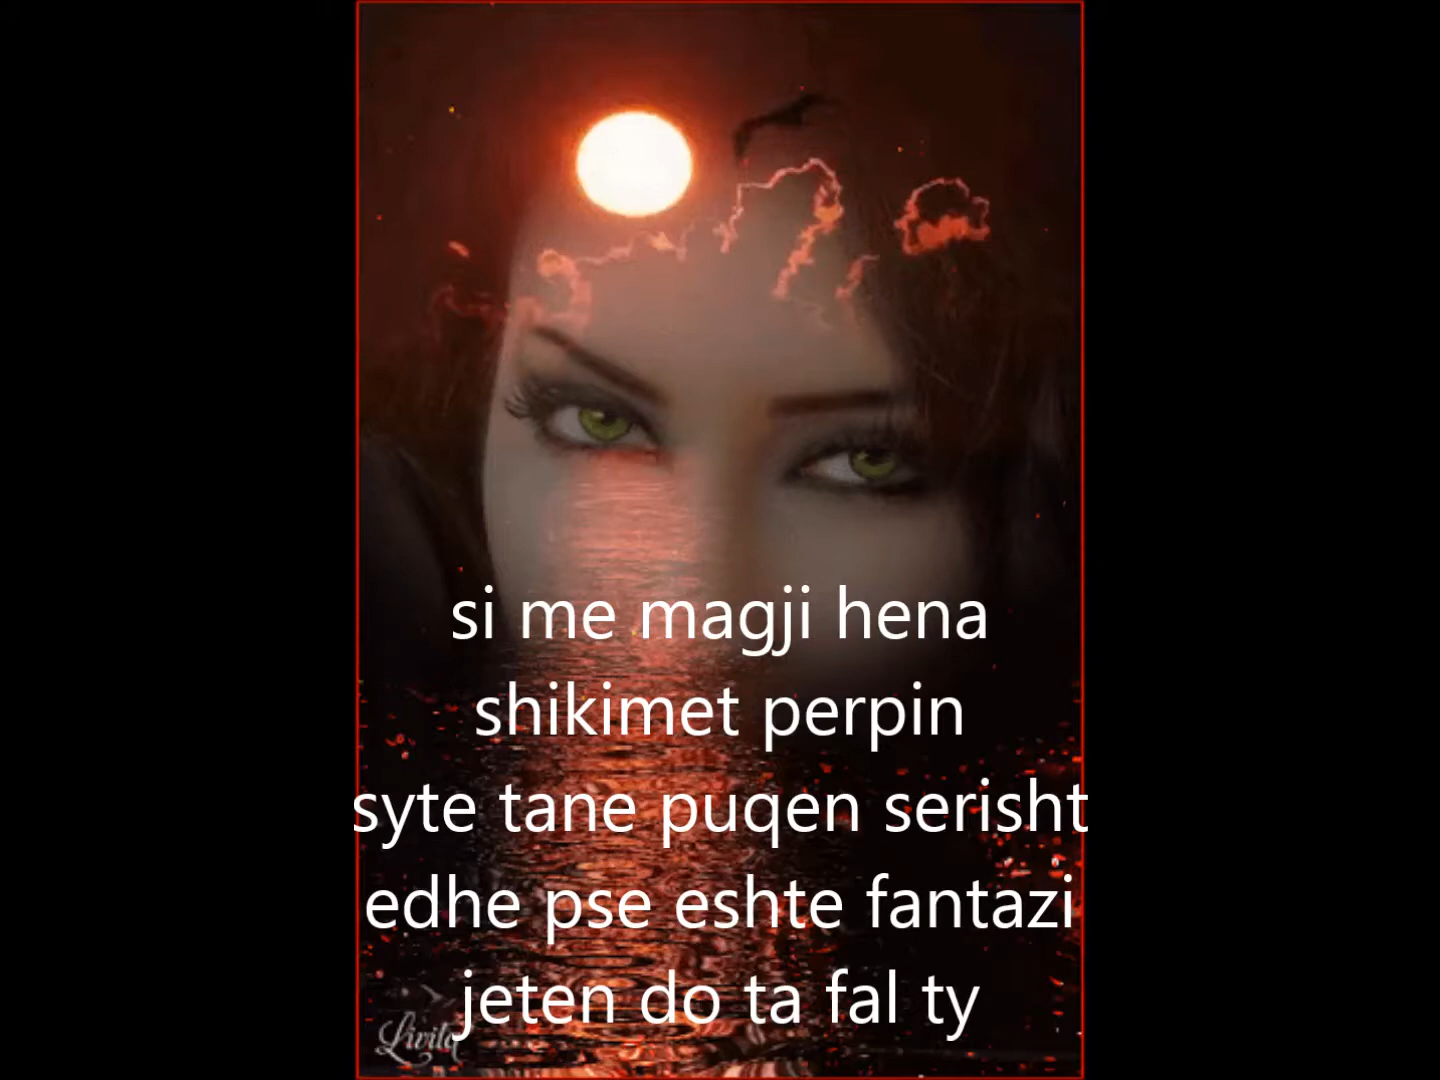 si me magji hena
shikimet perpin
syte tane puqen serisht
edhe pse eshte fantazi
jeten do ta fal ty
Livita